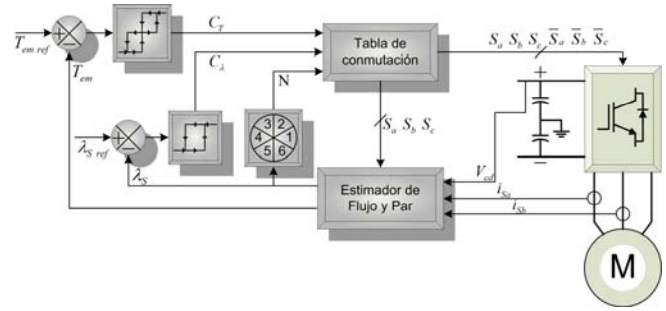 T_em ref
T_em
C_T
C_λ
N
Tabla de
conmutación
S_a S_b S_c S̅_a S̅_b S̅_c
+
−
λ_S ref
λ_S
3 2
4 1
5 6
S_a S_b S_c
Estimador de
Flujo y Par
V_cd
i_Sa
i_Sb
M